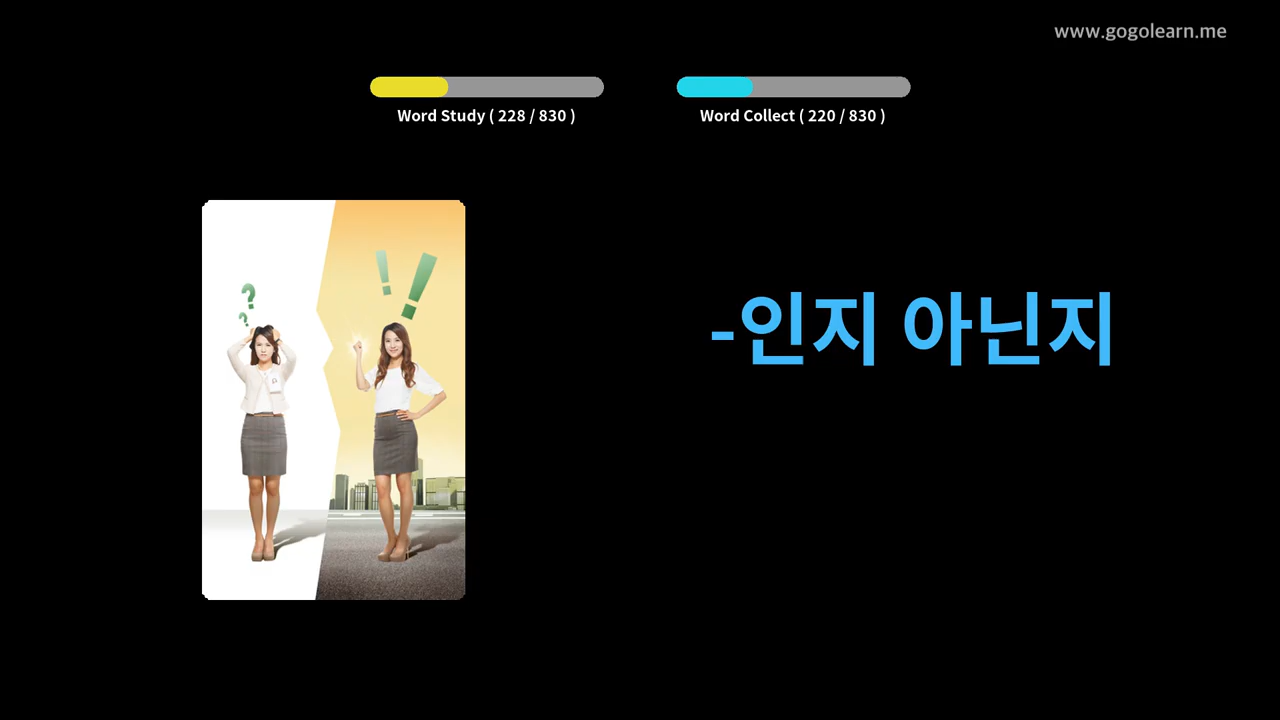 www.gogolearn.me
Word Study ( 228 / 830 )
Word Collect ( 220 / 830 )
? ? ! !
-인지 아닌지